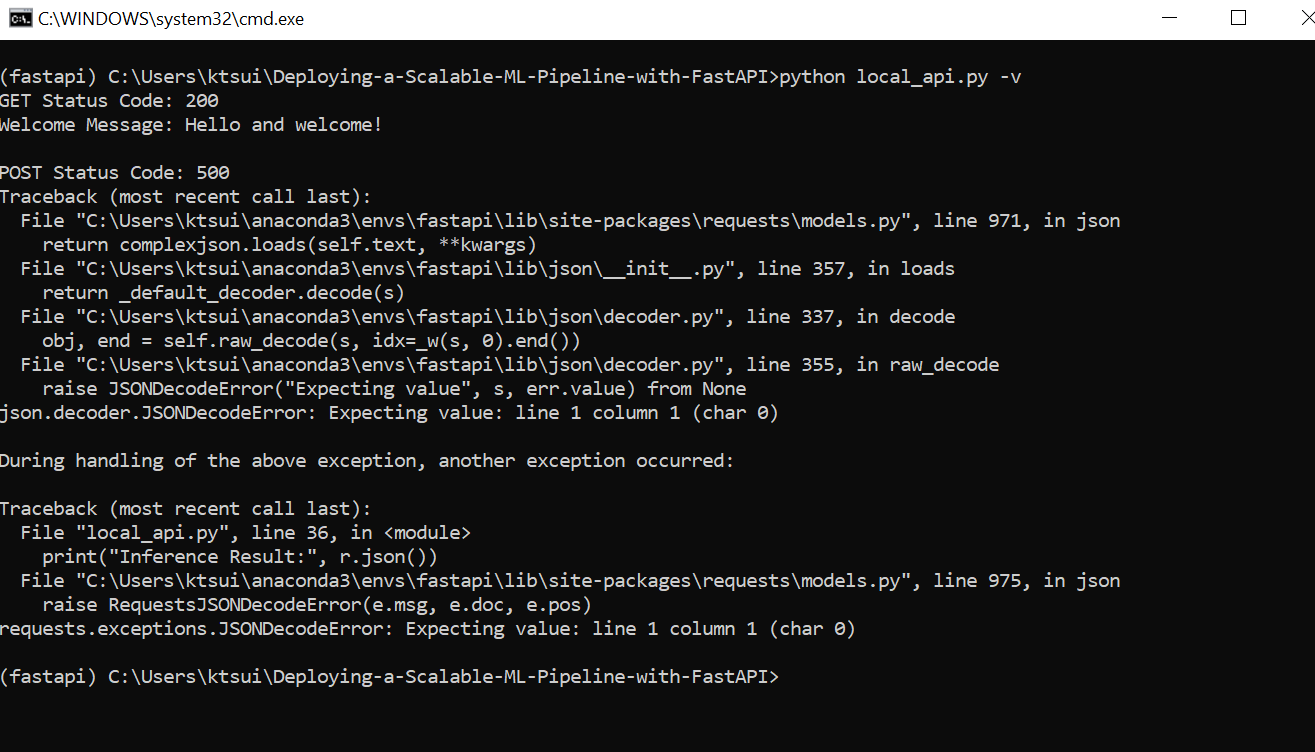 C:\WINDOWS\system32\cmd.exe
(fastapi) C:\Users\ktsui\Deploying-a-Scalable-ML-Pipeline-with-FastAPI>python local_api.py -v
GET Status Code: 200
Welcome Message: Hello and welcome!
POST Status Code: 500
Traceback (most recent call last):
  File "C:\Users\ktsui\anaconda3\envs\fastapi\lib\site-packages\requests\models.py", line 971, in json
    return complexjson.loads(self.text, **kwargs)
  File "C:\Users\ktsui\anaconda3\envs\fastapi\lib\json\__init__.py", line 357, in loads
    return _default_decoder.decode(s)
  File "C:\Users\ktsui\anaconda3\envs\fastapi\lib\json\decoder.py", line 337, in decode
    obj, end = self.raw_decode(s, idx=_w(s, 0).end())
  File "C:\Users\ktsui\anaconda3\envs\fastapi\lib\json\decoder.py", line 355, in raw_decode
    raise JSONDecodeError("Expecting value", s, err.value) from None
json.decoder.JSONDecodeError: Expecting value: line 1 column 1 (char 0)
During handling of the above exception, another exception occurred:
Traceback (most recent call last):
  File "local_api.py", line 36, in <module>
    print("Inference Result:", r.json())
  File "C:\Users\ktsui\anaconda3\envs\fastapi\lib\site-packages\requests\models.py", line 975, in json
    raise RequestsJSONDecodeError(e.msg, e.doc, e.pos)
requests.exceptions.JSONDecodeError: Expecting value: line 1 column 1 (char 0)
(fastapi) C:\Users\ktsui\Deploying-a-Scalable-ML-Pipeline-with-FastAPI>